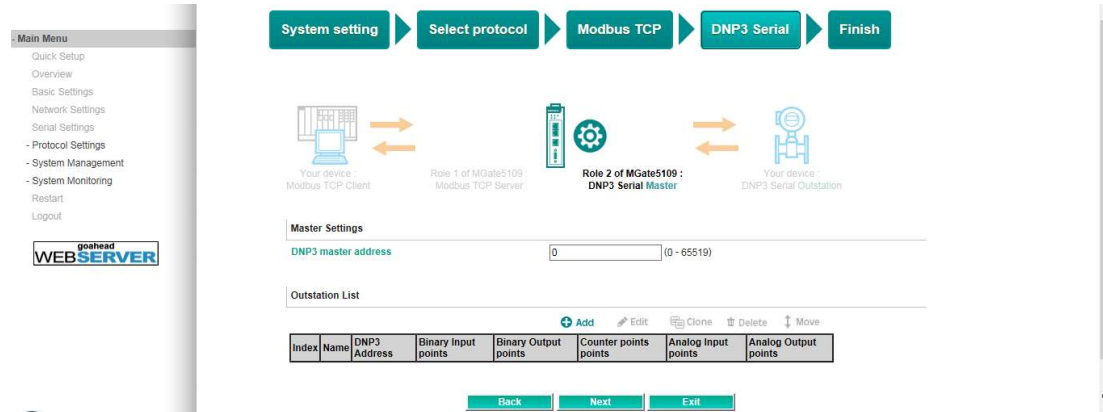 System setting
Select protocol
Modbus TCP
DNP3 Serial
Finish
- Main Menu
Quick Setup
Overview
Basic Settings
Network Settings
Serial Settings
- Protocol Settings
- System Management
- System Monitoring
Restart
Logout
goahead
WEBSERVER
Your device :
Modbus TCP Client
Role 1 of MGate5109 :
Modbus TCP Server
Role 2 of MGate5109 :
DNP3 Serial Master
Your device :
DNP3 Serial Outstation
Master Settings
DNP3 master address 0 (0 - 65519)
Outstation List
Add Edit Clone Delete Move
Index Name DNP3 Address Binary Input points Binary Output points Counter points points Analog Input points Analog Output points
Back Next Exit